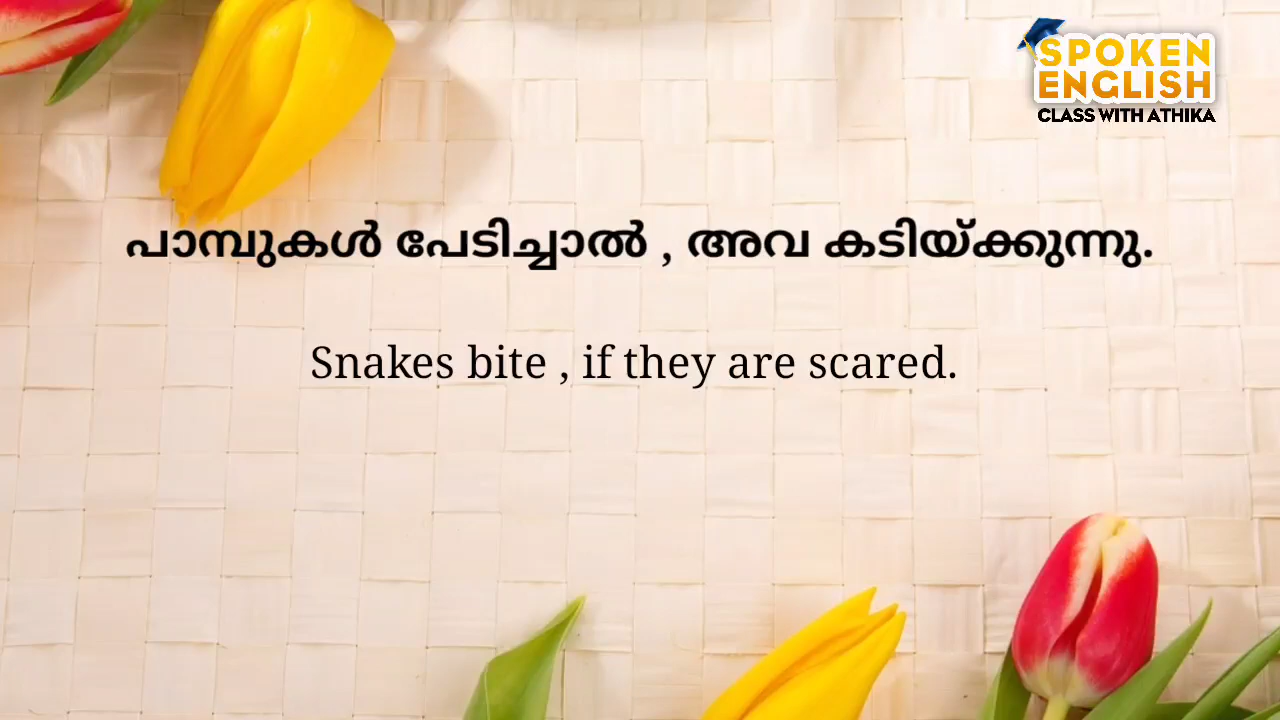 SPOKEN
ENGLISH
CLASS WITH ATHIKA
പാമ്പുകൾ പേടിച്ചാൽ , അവ കടിയ്ക്കുന്നു.
Snakes bite , if they are scared.